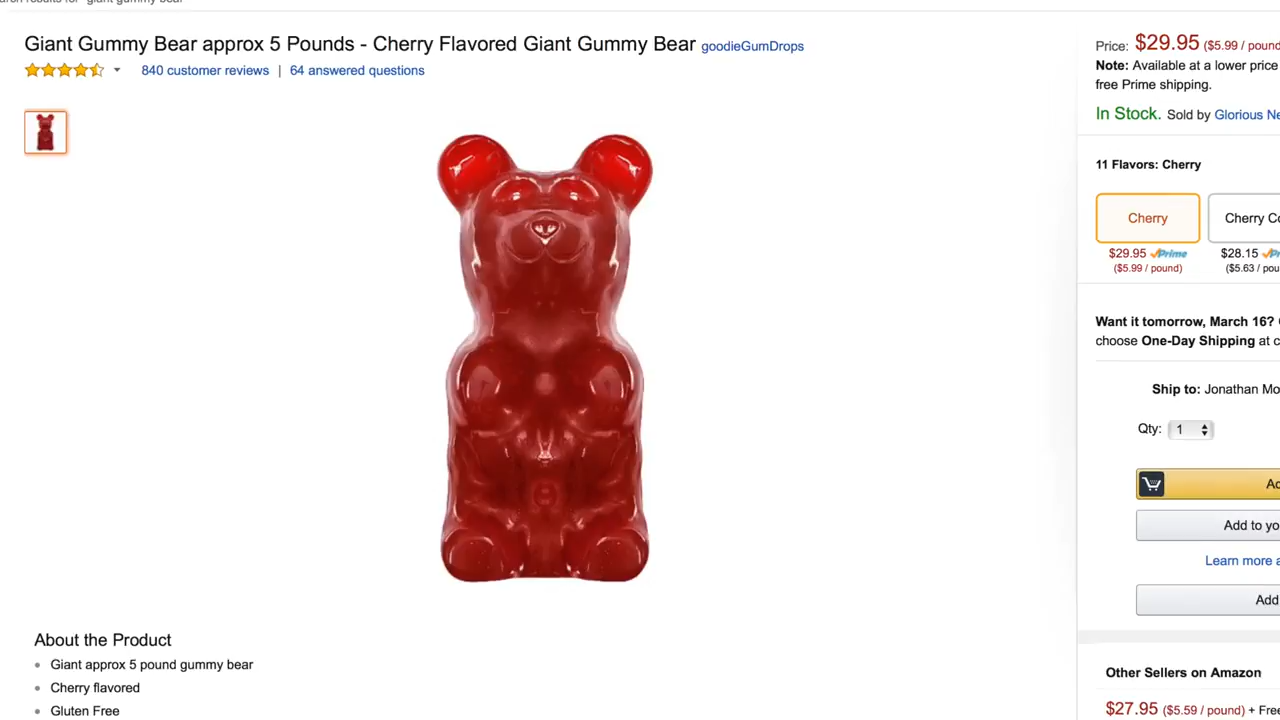 Giant Gummy Bear approx 5 Pounds - Cherry Flavored Giant Gummy Bear goodieGumDrops
840 customer reviews | 64 answered questions
About the Product
Giant approx 5 pound gummy bear
Cherry flavored
Gluten Free
Price: $29.95 ($5.99 / pound
Note: Available at a lower price
free Prime shipping.
In Stock. Sold by Glorious Ne
11 Flavors: Cherry
Cherry
$29.95 Prime
($5.99 / pound)
Cherry Co
$28.15
($5.63 / pou
Want it tomorrow, March 16?
choose One-Day Shipping at c
Ship to: Jonathan Mo
Qty: 1
Add to yo
Learn more a
Add
Other Sellers on Amazon
$27.95 ($5.59 / pound) + Free